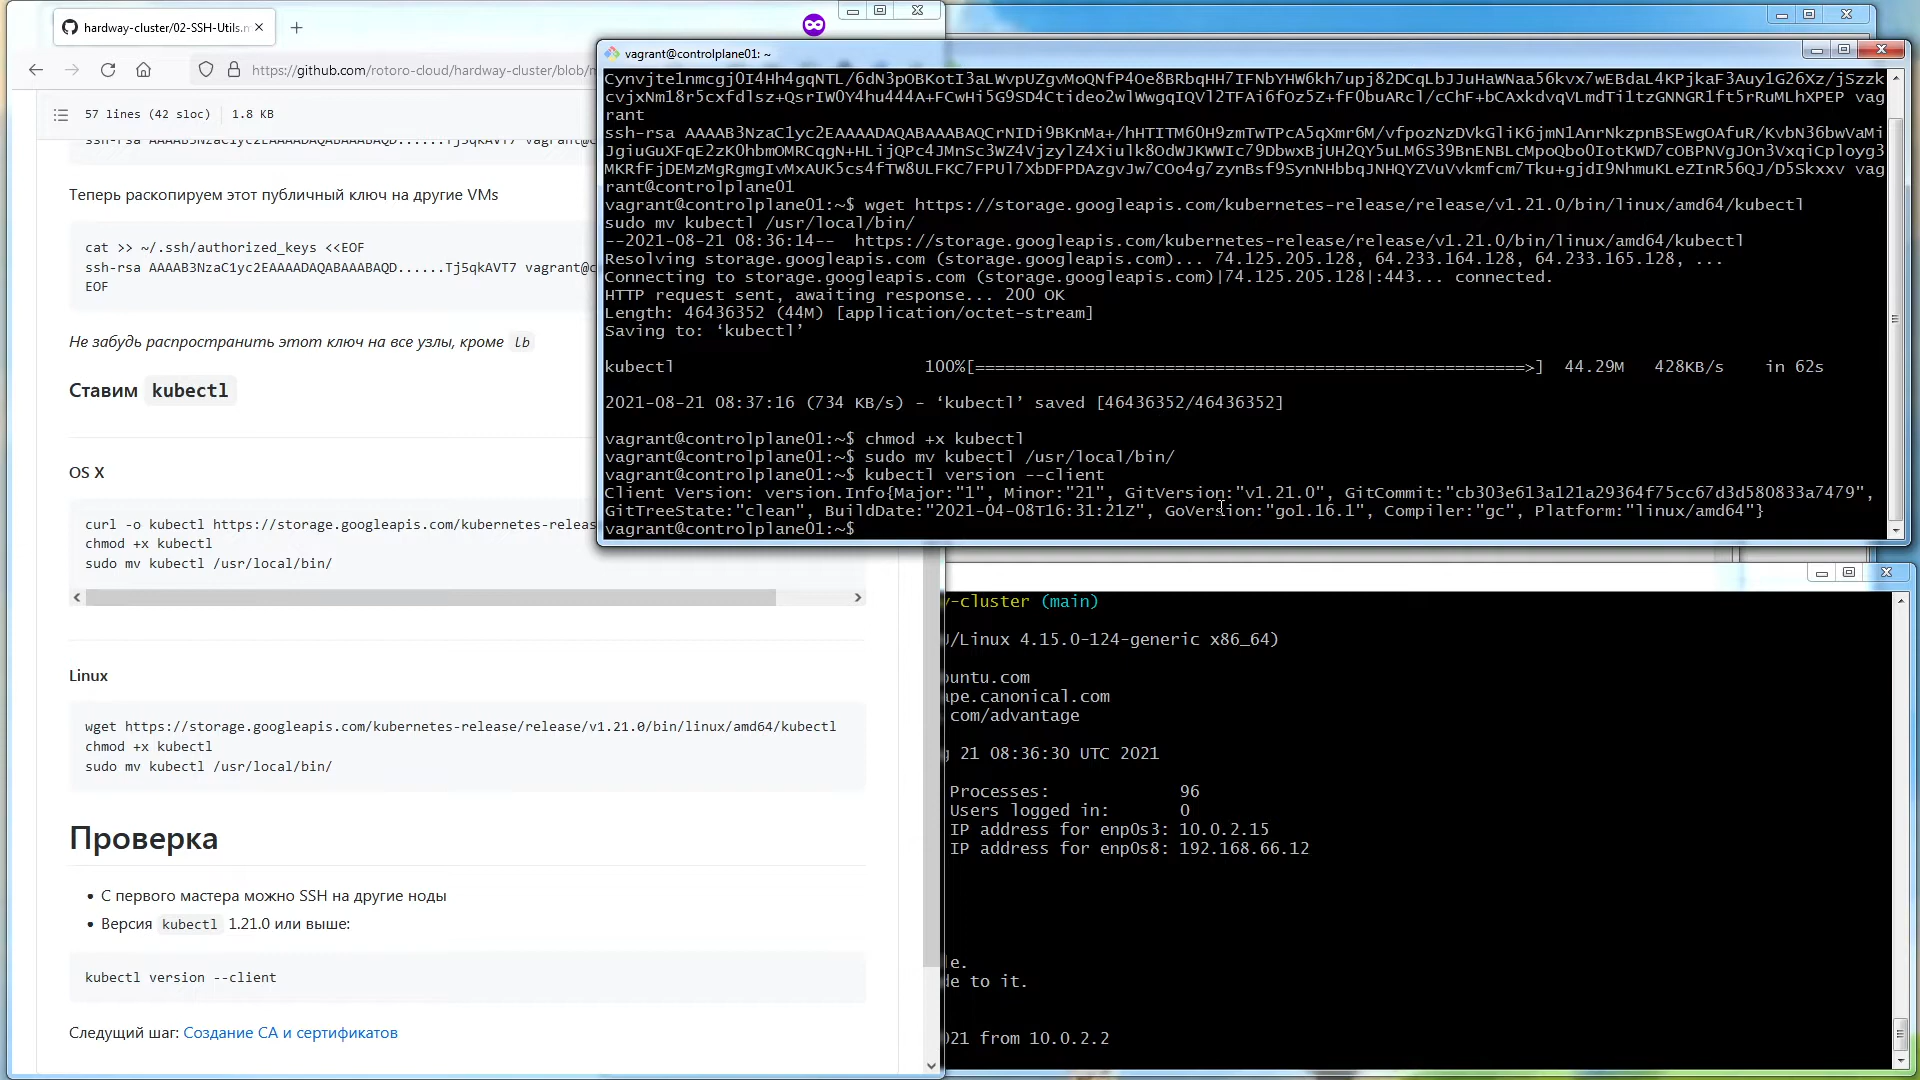 hardway-cluster/02-SSH-Utils.m
https://github.com/rotoro-cloud/hardway-cluster/blob/m
57 lines (42 sloc)
1.8 KB
Теперь раскопируем этот публичный ключ на другие VMs
cat >> ~/.ssh/authorized_keys <<EOF
ssh-rsa AAAAB3NzaC1yc2EAAAADAQABAAABAQD......Tj5qkAVT7 vagrant@c
EOF
Не забудь распространить этот ключ на все узлы, кроме lb
Ставим kubectl
OS X
curl -o kubectl https://storage.googleapis.com/kubernetes-releas
chmod +x kubectl
sudo mv kubectl /usr/local/bin/
Linux
wget https://storage.googleapis.com/kubernetes-release/release/v1.21.0/bin/linux/amd64/kubectl
chmod +x kubectl
sudo mv kubectl /usr/local/bin/
Проверка
С первого мастера можно SSH на другие ноды
Версия kubectl 1.21.0 или выше:
kubectl version --client
Следущий шаг: Создание CA и сертификатов
vagrant@controlplane01: ~
rant
ssh-rsa
rant@controlplane01
vagrant@controlplane01:~$ wget https://storage.googleapis.com/kubernetes-release/release/v1.21.0/bin/linux/amd64/kubectl
sudo mv kubectl /usr/local/bin/
--2021-08-21 08:36:14--  https://storage.googleapis.com/kubernetes-release/release/v1.21.0/bin/linux/amd64/kubectl
Resolving storage.googleapis.com (storage.googleapis.com)... 74.125.205.128, 64.233.164.128, 64.233.165.128, ...
Connecting to storage.googleapis.com (storage.googleapis.com)|74.125.205.128|:443... connected.
HTTP request sent, awaiting response... 200 OK
Length: 46436352 (44M) [application/octet-stream]
Saving to: ‘kubectl’
kubectl 100%[=======================================================>] 44.29M 428KB/s in 62s
2021-08-21 08:37:16 (734 KB/s) - ‘kubectl’ saved [46436352/46436352]
vagrant@controlplane01:~$ chmod +x kubectl
vagrant@controlplane01:~$ sudo mv kubectl /usr/local/bin/
vagrant@controlplane01:~$ kubectl version --client
Client Version: version.Info{Major:"1", Minor:"21", GitVersion:"v1.21.0", GitCommit:"cb303e613a121a29364f75cc67d3d580833a7479",
GitTreeState:"clean", BuildDate:"2021-04-08T16:31:21Z", GoVersion:"go1.16.1", Compiler:"gc", Platform:"linux/amd64"}
vagrant@controlplane01:~$
-cluster (main)
/Linux 4.15.0-124-generic x86_64)
untu.com
ape.canonical.com
com/advantage
21 08:36:30 UTC 2021
Processes: 96
Users logged in: 0
IP address for enp0s3: 10.0.2.15
IP address for enp0s8: 192.168.66.12
e.
de to it.
021 from 10.0.2.2